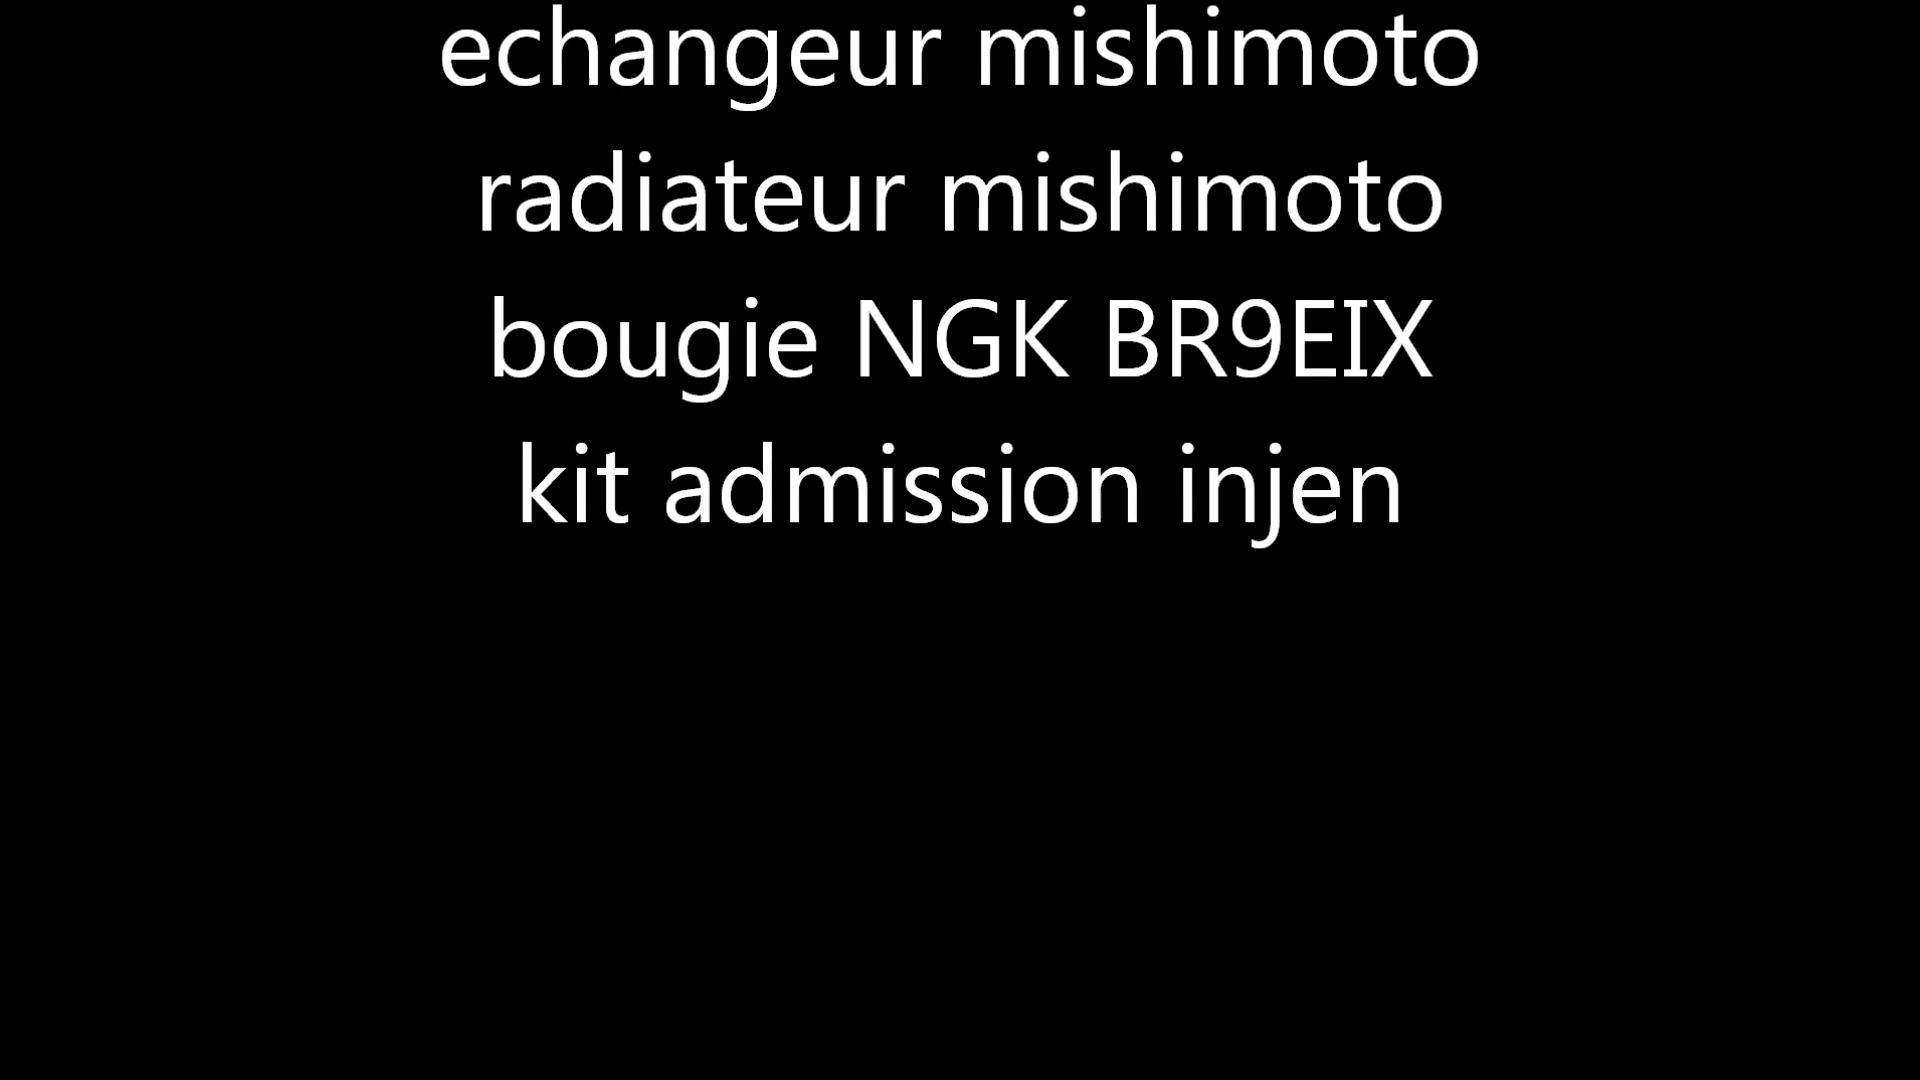 echangeur mishimoto
radiateur mishimoto
bougie NGK BR9EIX
kit admission injen